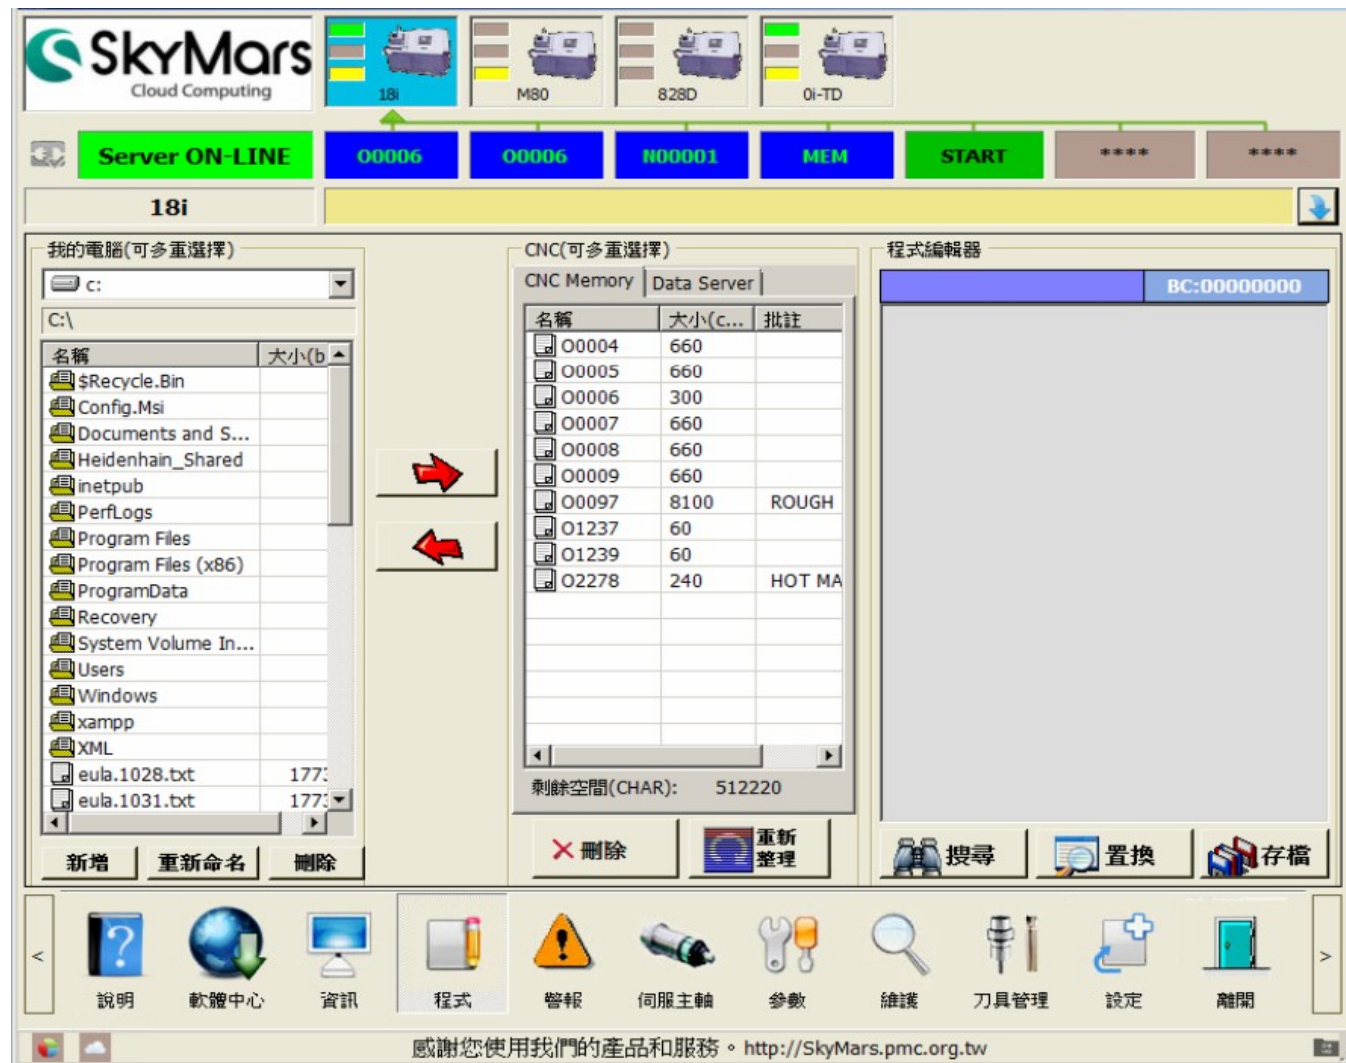 SkyMars
Cloud Computing
18i
M80
828D
0i-TD
Server ON-LINE
O0006
O0006
N00001
MEM
START
****
****
18i
我的電腦(可多重選擇)
c:
C:\
名稱 大小(b
$Recycle.Bin
Config.Msi
Documents and S...
Heidenhain_Shared
inetpub
PerfLogs
Program Files
Program Files (x86)
ProgramData
Recovery
System Volume In...
Users
Windows
xampp
XML
eula.1028.txt 1773
eula.1031.txt 1773
新增
重新命名
刪除
CNC(可多重選擇)
CNC Memory
Data Server
名稱 大小(c... 批註
O0004 660
O0005 660
O0006 300
O0007 660
O0008 660
O0009 660
O0097 8100 ROUGH
O1237 60
O1239 60
O2278 240 HOT MA
剩餘空間(CHAR): 512220
刪除
重新
整理
程式編輯器
BC:00000000
搜尋
置換
存檔
<
說明
軟體中心
資訊
程式
警報
伺服主軸
參數
維護
刀具管理
設定
離開
>
感謝您使用我們的產品和服務。http://SkyMars.pmc.org.tw